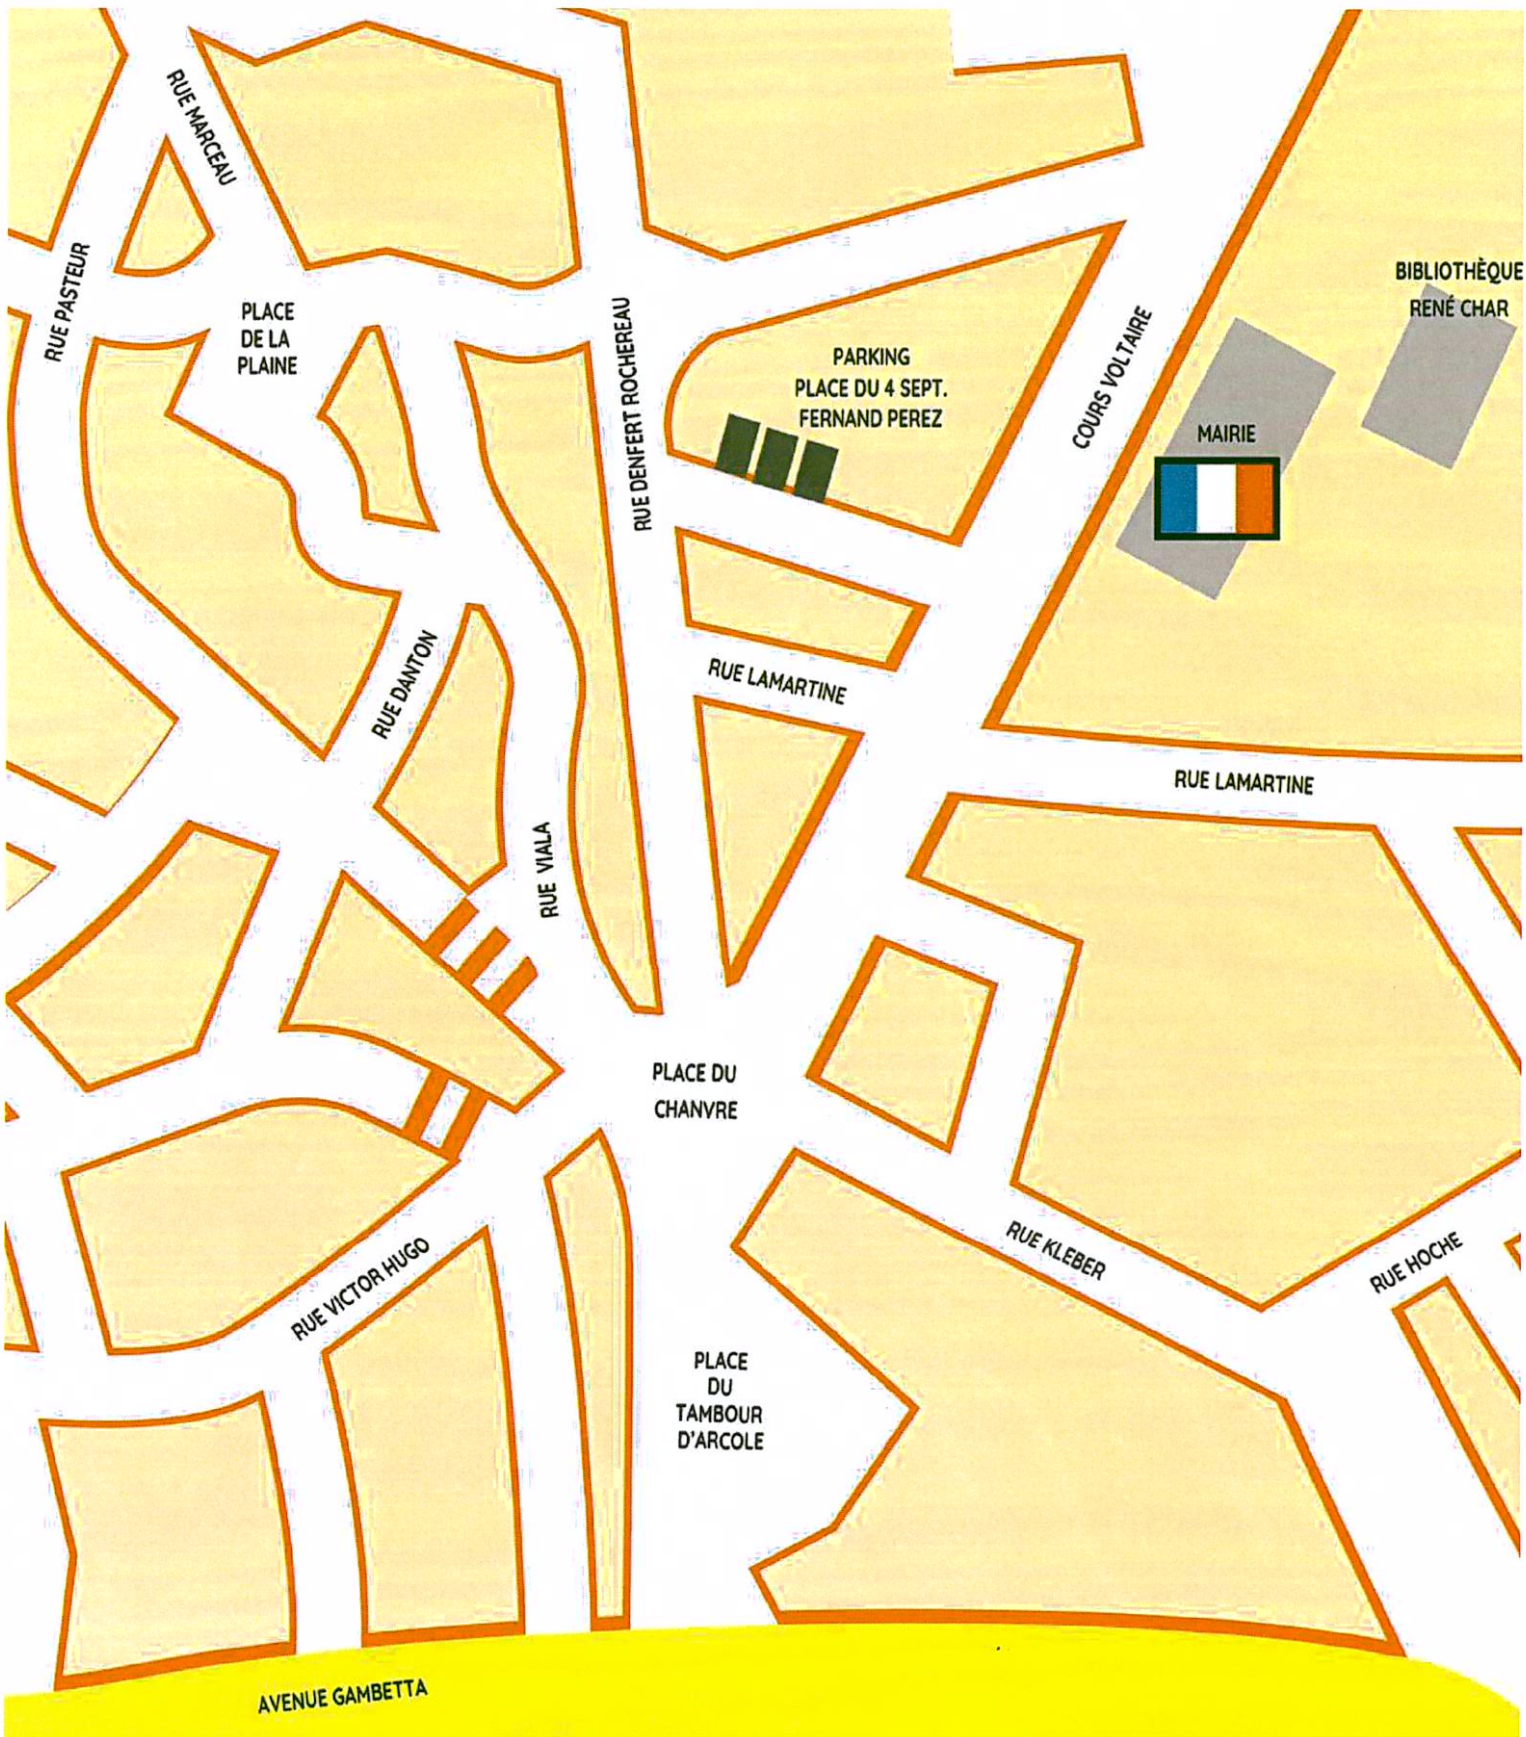 RUE MARCEAU
RUE PASTEUR
PLACE
DE LA
PLAINE
RUE DENFERT ROCHEREAU
PARKING
PLACE DU 4 SEPT.
FERNAND PEREZ
COURS VOLTAIRE
BIBLIOTHÈQUE
RENÉ CHAR
MAIRIE
RUE DANTON
RUE LAMARTINE
RUE LAMARTINE
RUE VIALA
PLACE DU
CHANVRE
RUE VICTOR HUGO
RUE KLEBER
RUE HOCHE
PLACE
DU
TAMBOUR
D'ARCOLE
AVENUE GAMBETTA